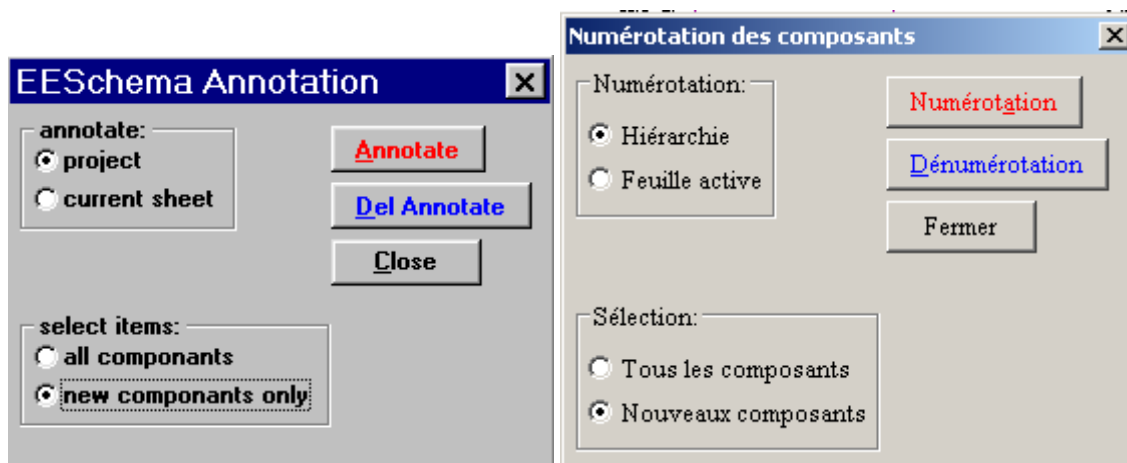 EESchema Annotation
annotate:
project
current sheet
Annotate
Del Annotate
Close
select items:
all componants
new componants only
Numérotation des composants
Numérotation:
Hiérarchie
Feuille active
Numérotation
Dénumérotation
Fermer
Sélection:
Tous les composants
Nouveaux composants